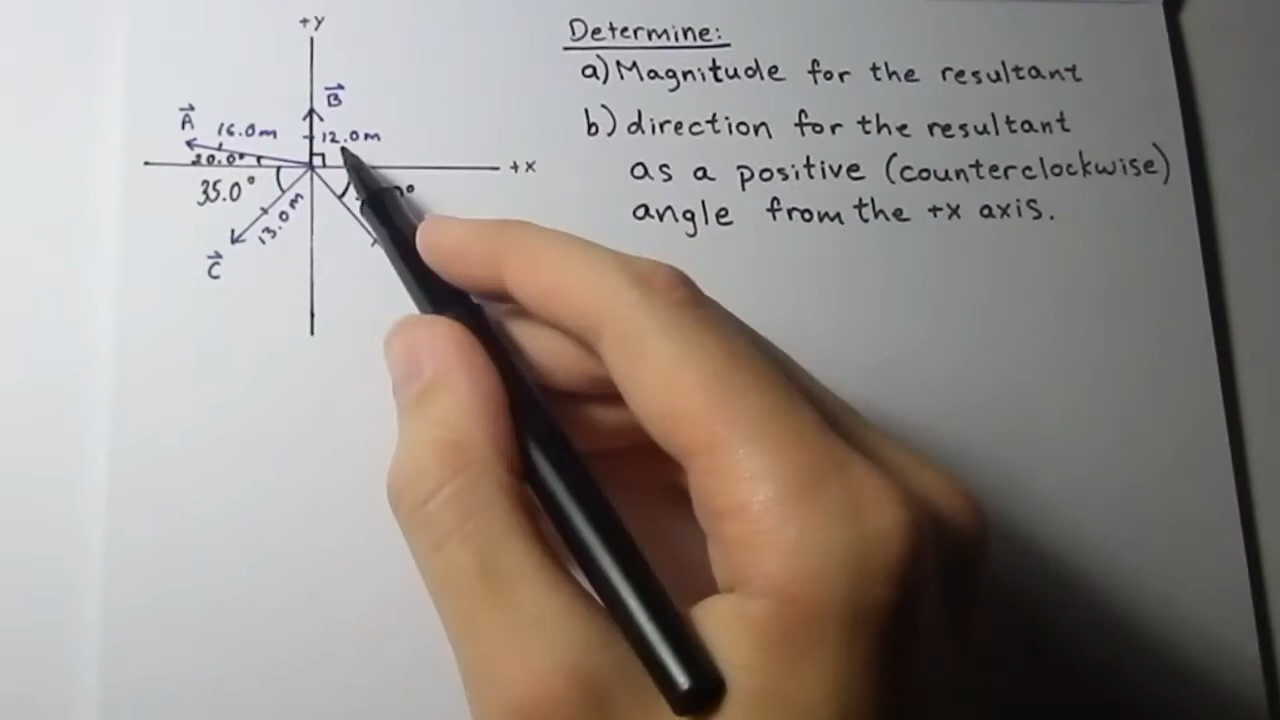 +y
Determine:
a) Magnitude for the resultant
B
A
16.0m
12.0m
b) direction for the resultant
20.0°
+x
as a positive (counterclockwise)
35.0°
angle from the +x axis.
13.0m
C